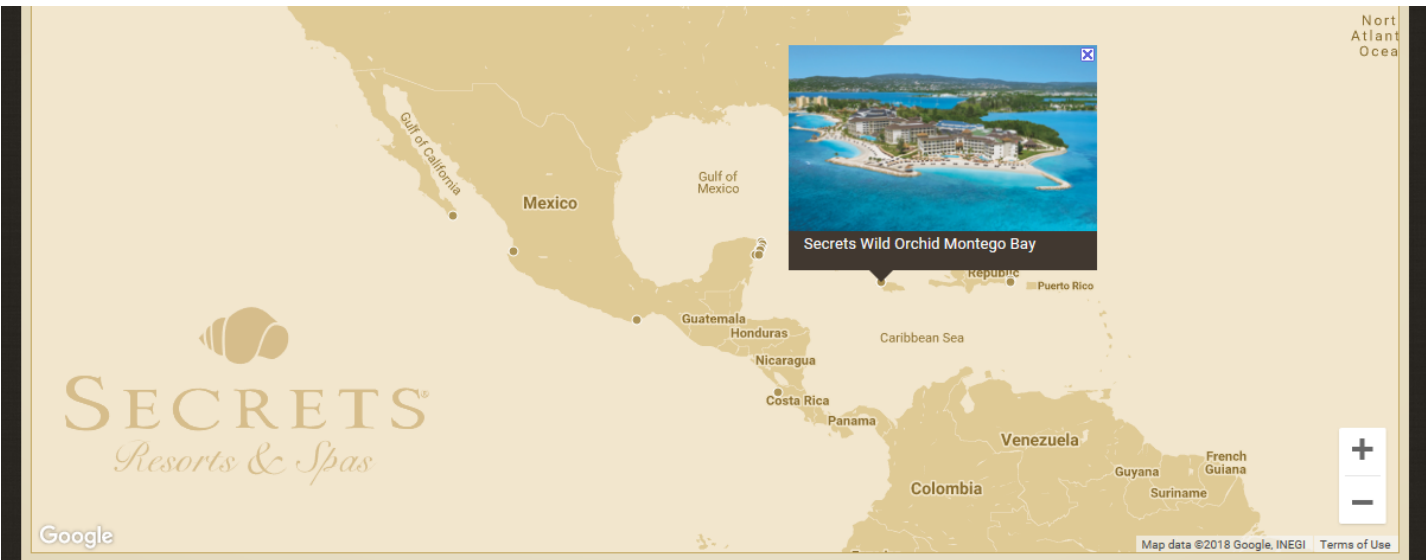 Nort
Atlant
Ocea
Gulf of California
Gulf of
Mexico
Mexico
Secrets Wild Orchid Montego Bay
Republic
Puerto Rico
Guatemala
Honduras
Caribbean Sea
Nicaragua
Costa Rica
Panama
SECRETS®
Resorts & Spas
Venezuela
French
Guiana
Guyana
Suriname
Colombia
Google
Map data ©2018 Google, INEGI Terms of Use